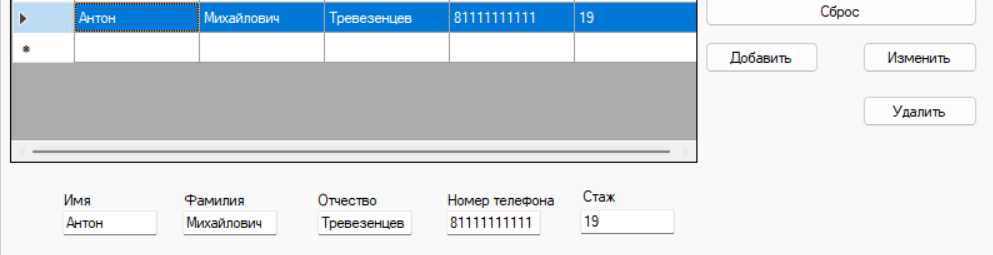 Антон Михайлович Тревезенцев 81111111111 19
Сброс
Добавить Изменить
Удалить
Имя Фамилия Отчество Номер телефона Стаж
Антон Михайлович Тревезенцев 81111111111 19